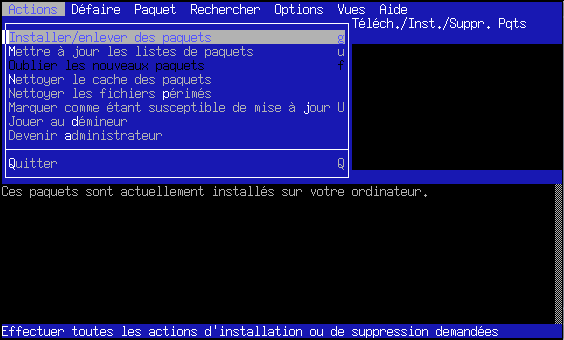 Actions Défaire Paquet Rechercher Options Vues Aide
Téléch./Inst./Suppr. Pqts
Installer/enlever des paquets g
Mettre à jour les listes de paquets u
Oublier les nouveaux paquets f
Nettoyer le cache des paquets
Nettoyer les fichiers périmés
Marquer comme étant susceptible de mise à jour U
Jouer au démineur
Devenir administrateur
Quitter Q
Ces paquets sont actuellement installés sur votre ordinateur.
Effectuer toutes les actions d'installation ou de suppression demandées